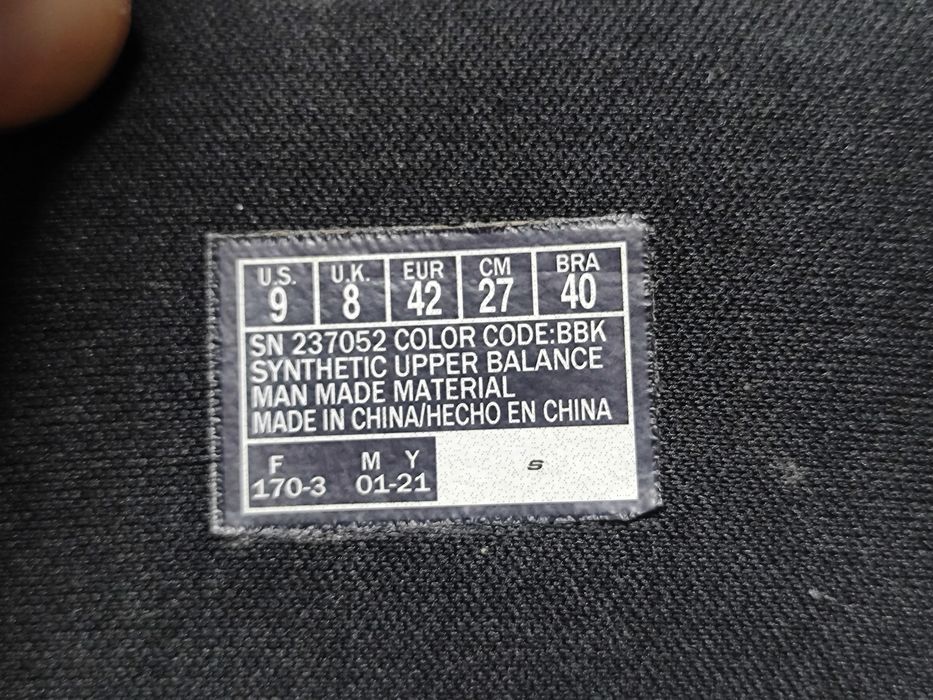 U.S. U.K. EUR CM BRA
9 8 42 27 40
SN 237052 COLOR CODE:BBK
SYNTHETIC UPPER BALANCE
MAN MADE MATERIAL
MADE IN CHINA/HECHO EN CHINA
F M Y
170-3 01-21
S